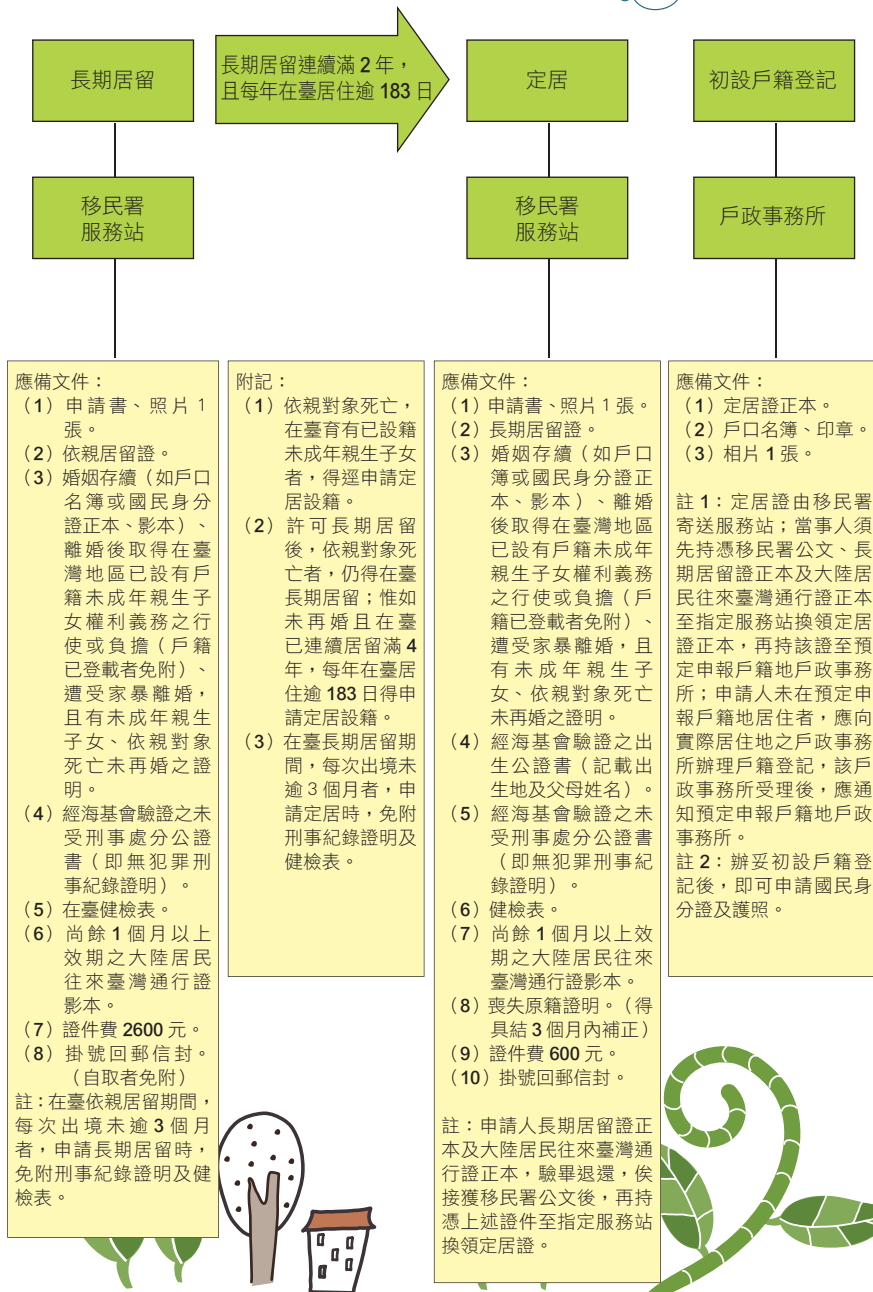 長期居留
長期居留連續滿 2 年，
且每年在臺居住逾 183 日
定居
初設戶籍登記
移民署
服務站
移民署
服務站
戶政事務所
應備文件：
（1）申請書、照片 1
張。
（2）依親居留證。
（3）婚姻存續（如戶口
名簿或國民身分
證正本、影本）、
離婚後取得在臺
灣地區已設有戶
籍未成年親生子
女權利義務之行
使或負擔（戶籍
已登載者免附）、
遭受家暴離婚，
且有未成年親生
子女、依親對象
死亡未再婚之證
明。
（4）經海基會驗證之未
受刑事處分公證
書（即無犯罪刑
事紀錄證明）。
（5）在臺健檢表。
（6）尚餘 1 個月以上
效期之大陸居民
往來臺灣通行證
影本。
（7）證件費 2600 元。
（8）掛號回郵信封。
（自取者免附）
註：在臺依親居留期間，
每次出境未逾 3 個月
者，申請長期居留時，
免附刑事紀錄證明及健
檢表。
附記：
（1）依親對象死亡，
在臺育有已設籍
未成年親生子女
者，得逕申請定
居設籍。
（2）許可長期居留
後，依親對象死
亡者，仍得在臺
長期居留；惟如
未再婚且在臺
已連續居留滿 4
年，每年在臺居
住逾 183 日得申
請定居設籍。
（3）在臺長期居留期
間，每次出境未
逾 3 個月者，申
請定居時，免附
刑事紀錄證明及
健檢表。
應備文件：
（1）申請書、照片 1 張。
（2）長期居留證。
（3）婚姻存續（如戶口
簿或國民身分證正
本、影本）、離婚
後取得在臺灣地區
已設有戶籍未成年
親生子女權利義務
之行使或負擔（戶
籍已登載者免附）、
遭受家暴離婚，且
有未成年親生子
女、依親對象死亡
未再婚之證明。
（4）經海基會驗證之出
生公證書（記載出
生地及父母姓名）。
（5）經海基會驗證之未
受刑事處分公證書
（即無犯罪刑事紀
錄證明）。
（6）健檢表。
（7）尚餘 1 個月以上效
期之大陸居民往來
臺灣通行證影本。
（8）喪失原籍證明。（得
具結 3 個月內補正）
（9）證件費 600 元。
（10）掛號回郵信封。
註：申請人長期居留證正
本及大陸居民往來臺灣通
行證正本，驗畢退還，俟
接獲移民署公文後，再持
憑上述證件至指定服務站
換領定居證。
應備文件：
（1）定居證正本。
（2）戶口名簿、印章。
（3）相片 1 張。
註 1：定居證由移民署
寄送服務站；當事人須
先持憑移民署公文、長
期居留證正本及大陸居
民往來臺灣通行證正本
至指定服務站換領定居
證正本，再持該證至預
定申報戶籍地戶政事務
所；申請人未在預定申
報戶籍地居住者，應向
實際居住地之戶政事務
所辦理戶籍登記，該戶
政事務所受理後，應通
知預定申報戶籍地戶政
事務所。
註 2：辦妥初設戶籍登
記後，即可申請國民身
分證及護照。